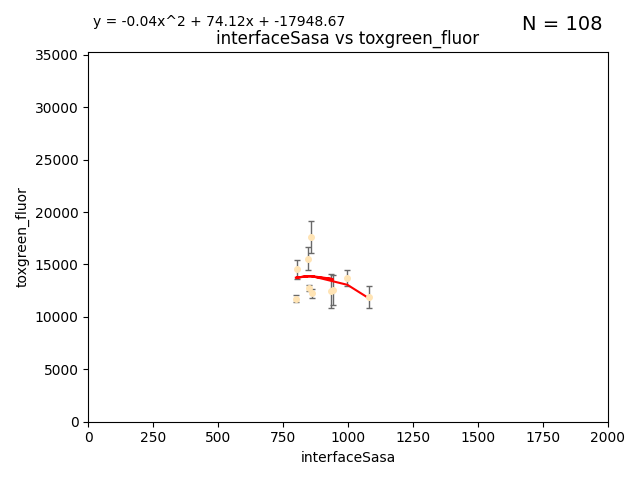 y = -0.04x^2 + 74.12x + -17948.67
N = 108
interfaceSasa vs toxgreen_fluor
35000
30000
25000
20000
15000
10000
5000
0
toxgreen_fluor
0 250 500 750 1000 1250 1500 1750 2000
interfaceSasa